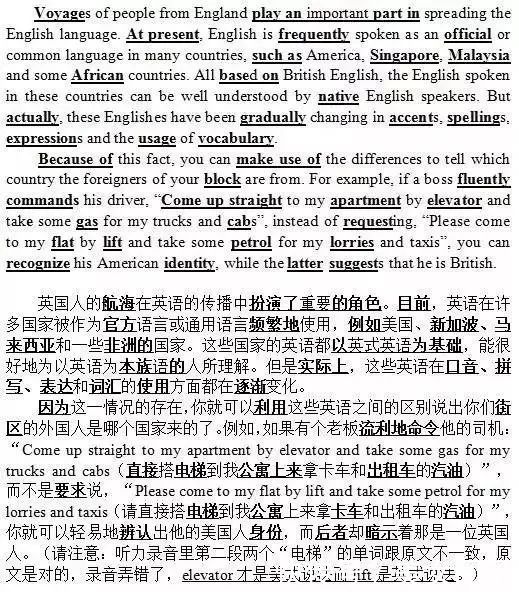 Voyages of people from England play an important part in spreading the
English language. At present, English is frequently spoken as an official or
common language in many countries, such as America, Singapore, Malaysia
and some African countries. All based on British English, the English spoken
in these countries can be well understood by native English speakers. But
actually, these Englishes have been gradually changing in accents, spellings,
expressions and the usage of vocabulary.
Because of this fact, you can make use of the differences to tell which
country the foreigners of your block are from. For example, if a boss fluently
commands his driver, “Come up straight to my apartment by elevator and
take some gas for my trucks and cabs”, instead of requesting, “Please come
to my flat by lift and take some petrol for my lorries and taxis”, you can
recognize his American identity, while the latter suggests that he is British.
英国人的航海在英语的传播中扮演了重要的角色。目前，英语在许
多国家被作为官方语言或通用语言频繁地使用，例如美国、新加坡、马
来西亚和一些非洲的国家。这些国家的英语都以英式英语为基础，能很
好地为以英语为本族语的人所理解。但是实际上，这些英语在口音、拼
写、表达和词汇的使用方面都在逐渐变化。
因为这一情况的存在，你就可以利用这些英语之间的区别说出你们街
区的外国人是哪个国家来的了。例如，如果有个老板流利地命令他的司机：
“Come up straight to my apartment by elevator and take some gas for my
trucks and cabs（直接搭电梯到我公寓上来拿卡车和出租车的汽油）”，
而不是要求说，“Please come to my flat by lift and take some petrol for my
lorries and taxis（请直接搭电梯到我公寓上来拿卡车和出租车的汽油）”，
你就可以轻易地辨认出他的美国人身份，而后者却暗示着那是一位英国
人。（请注意：听力录音里第二段两个“电梯”的单词跟原文不一致，原
文是对的，录音弄错了，elevator 才是美式说法而 lift 是英式说法。）